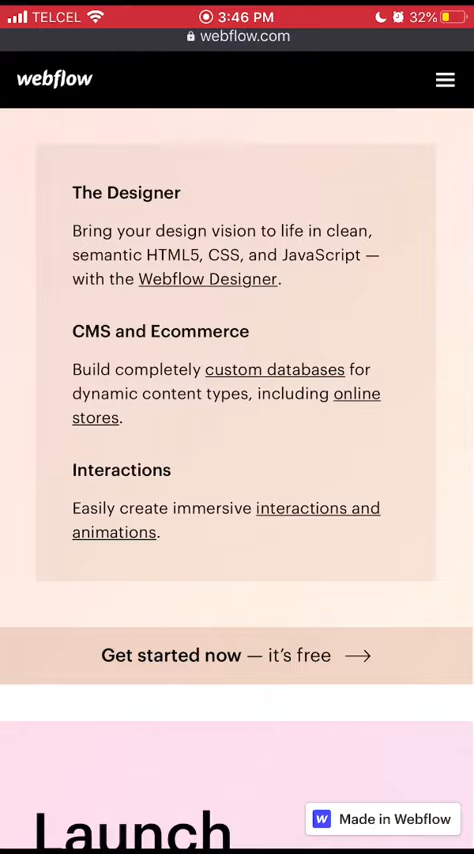 TELCEL 3:46 PM 32%
webflow.com
webflow
The Designer
Bring your design vision to life in clean,
semantic HTML5, CSS, and JavaScript —
with the Webflow Designer.
CMS and Ecommerce
Build completely custom databases for
dynamic content types, including online
stores.
Interactions
Easily create immersive interactions and
animations.
Get started now — it’s free →
Launch
W Made in Webflow